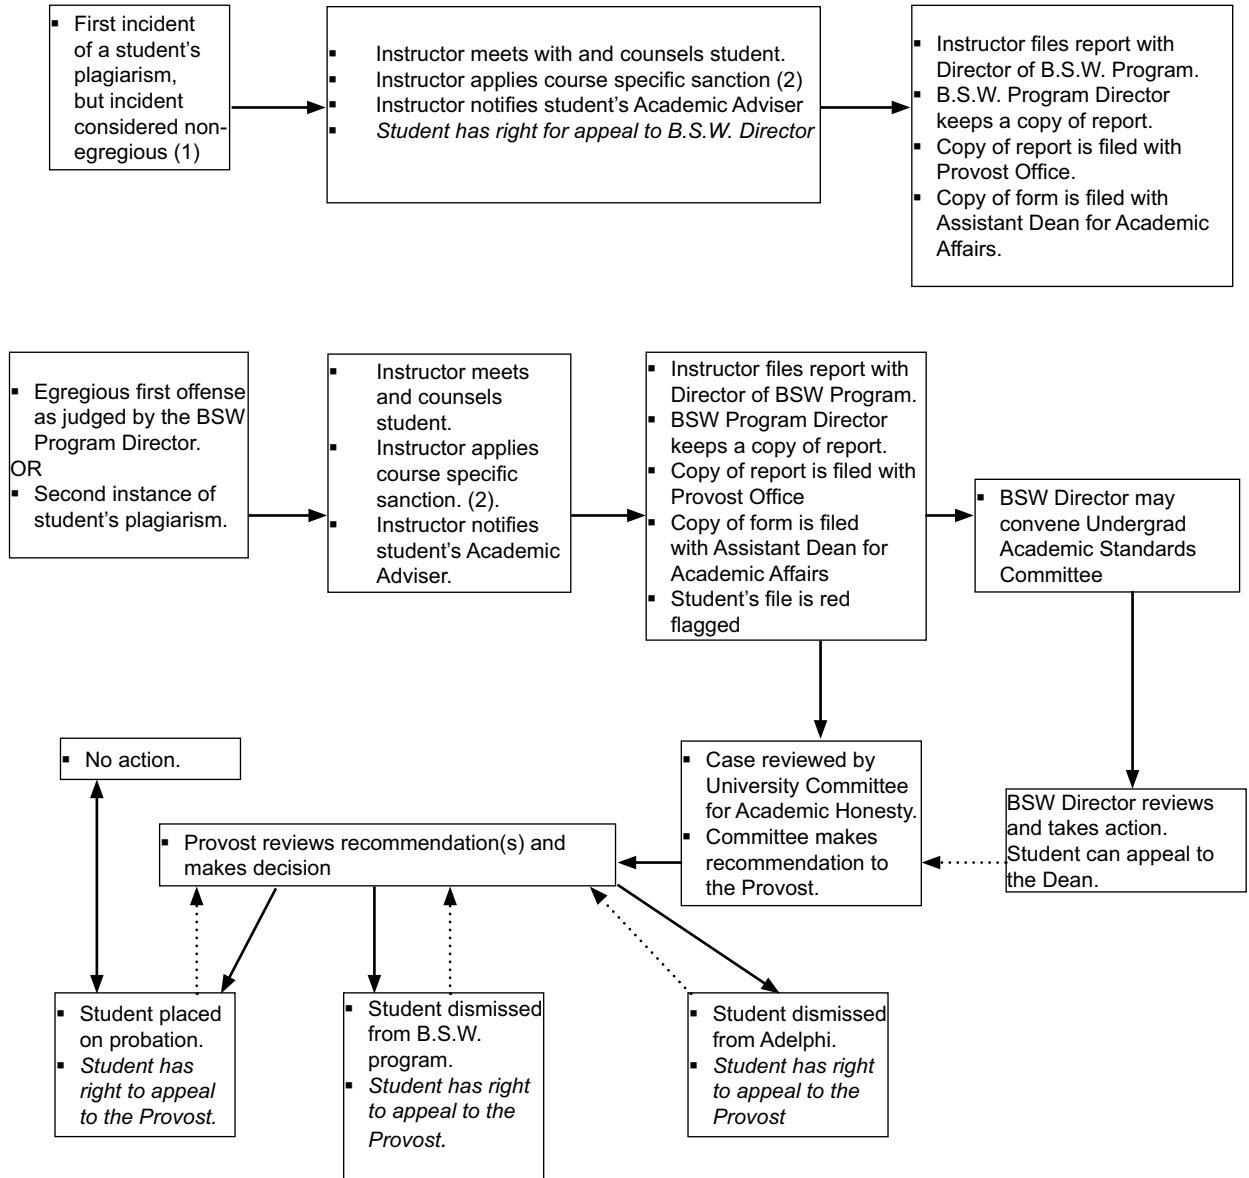 ▪ First incident
of a student's
plagiarism,
but incident
considered non-
egregious (1)
▪ Instructor meets with and counsels student.
▪ Instructor applies course specific sanction (2)
▪ Instructor notifies student's Academic Adviser
▪ Student has right for appeal to B.S.W. Director
▪ Instructor files report with
Director of B.S.W. Program.
▪ B.S.W. Program Director
keeps a copy of report.
▪ Copy of report is filed with
Provost Office.
▪ Copy of form is filed with
Assistant Dean for Academic
Affairs.
▪ Egregious first offense
as judged by the BSW
Program Director.
OR
▪ Second instance of
student's plagiarism.
▪ Instructor meets
and counsels
student.
▪ Instructor applies
course specific
sanction. (2).
▪ Instructor notifies
student's Academic
Adviser.
▪ Instructor files report with
Director of BSW Program.
▪ BSW Program Director
keeps a copy of report.
▪ Copy of report is filed with
Provost Office
▪ Copy of form is filed
with Assistant Dean for
Academic Affairs
▪ Student's file is red
flagged
▪ BSW Director may
convene Undergrad
Academic Standards
Committee
▪ No action.
▪ Case reviewed by
University Committee
for Academic Honesty.
▪ Committee makes
recommendation to
the Provost.
BSW Director reviews
and takes action.
Student can appeal to
the Dean.
▪ Provost reviews recommendation(s) and
makes decision
▪ Student placed
on probation.
▪ Student has
right to appeal
to the Provost.
▪ Student dismissed
from B.S.W.
program.
▪ Student has right
to appeal to the
Provost.
▪ Student dismissed
from Adelphi.
▪ Student has right
to appeal to the
Provost